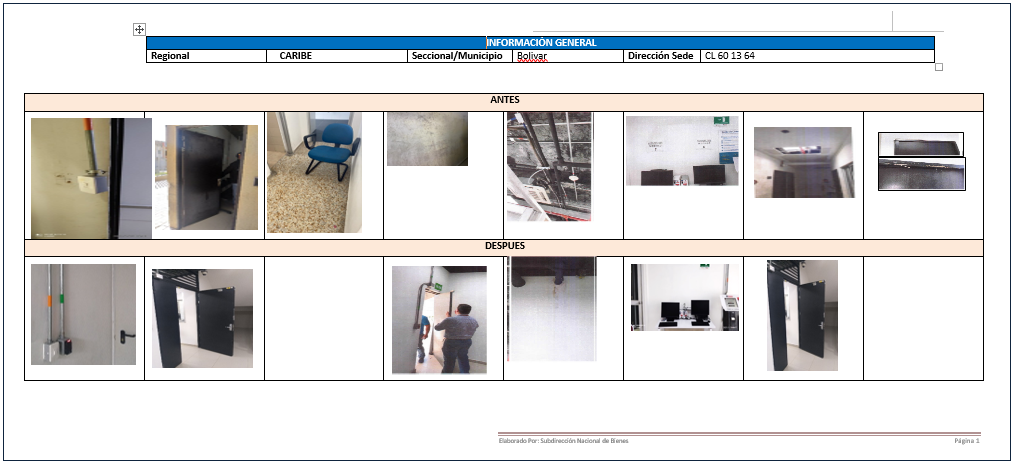 INFORMACIÓN GENERAL
Regional CARIBE Seccional/Municipio Bolivar Dirección Sede CL 60 13 64
ANTES
DESPUES
Elaborado Por: Subdirección Nacional de Bienes Página 1